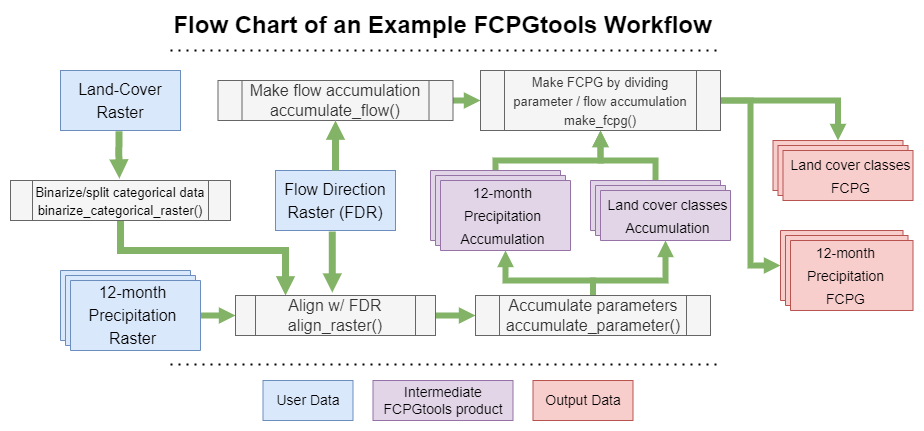 Flow Chart of an Example FCPGtools Workflow
Land-Cover
Raster
Make flow accumulation
accumulate_flow()
Make FCPG by dividing
parameter / flow accumulation
make_fcpg()
Land cover classes
FCPG
Binarize/split categorical data
binarize_categorical_raster()
Flow Direction
Raster (FDR)
12-month
Precipitation
Accumulation
Land cover classes
Accumulation
12-month
Precipitation
FCPG
12-month
Precipitation
Raster
Align w/ FDR
align_raster()
Accumulate parameters
accumulate_parameter()
User Data
Intermediate
FCPGtools product
Output Data